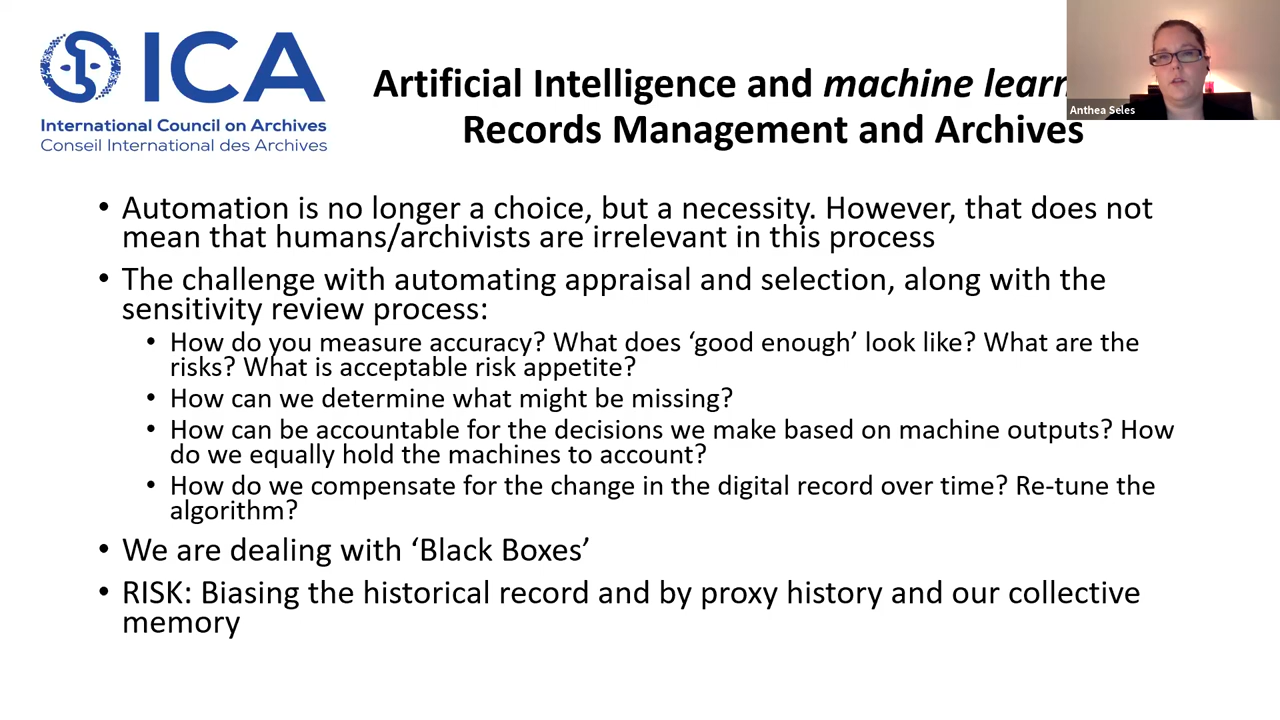 ICA
International Council on Archives
Conseil International des Archives
Artificial Intelligence and machine
Records Management and Archives
Anthea Seles
• Automation is no longer a choice, but a necessity. However, that does not
mean that humans/archivists are irrelevant in this process
• The challenge with automating appraisal and selection, along with the
sensitivity review process:
• How do you measure accuracy? What does ‘good enough’ look like? What are the
risks? What is acceptable risk appetite?
• How can we determine what might be missing?
• How can be accountable for the decisions we make based on machine outputs? How
do we equally hold the machines to account?
• How do we compensate for the change in the digital record over time? Re-tune the
algorithm?
• We are dealing with ‘Black Boxes’
• RISK: Biasing the historical record and by proxy history and our collective
memory